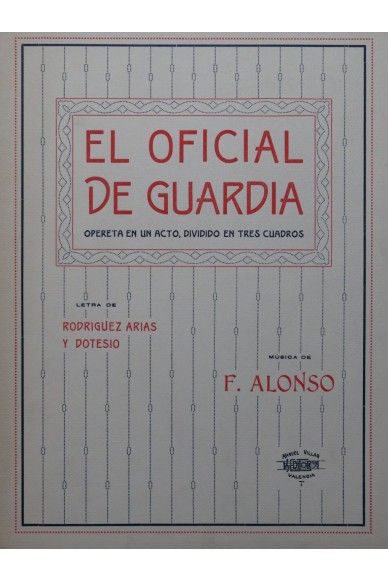 EL OFICIAL
DE GUARDIA
OPERETA EN UN ACTO, DIVIDIDO EN TRES CUADROS
LETRA DE
RODRIGUEZ ARIAS
Y DOTESIO
MÚSICA DE
F. ALONSO
MANUEL VILLAR
EDITOR
VALENCIA